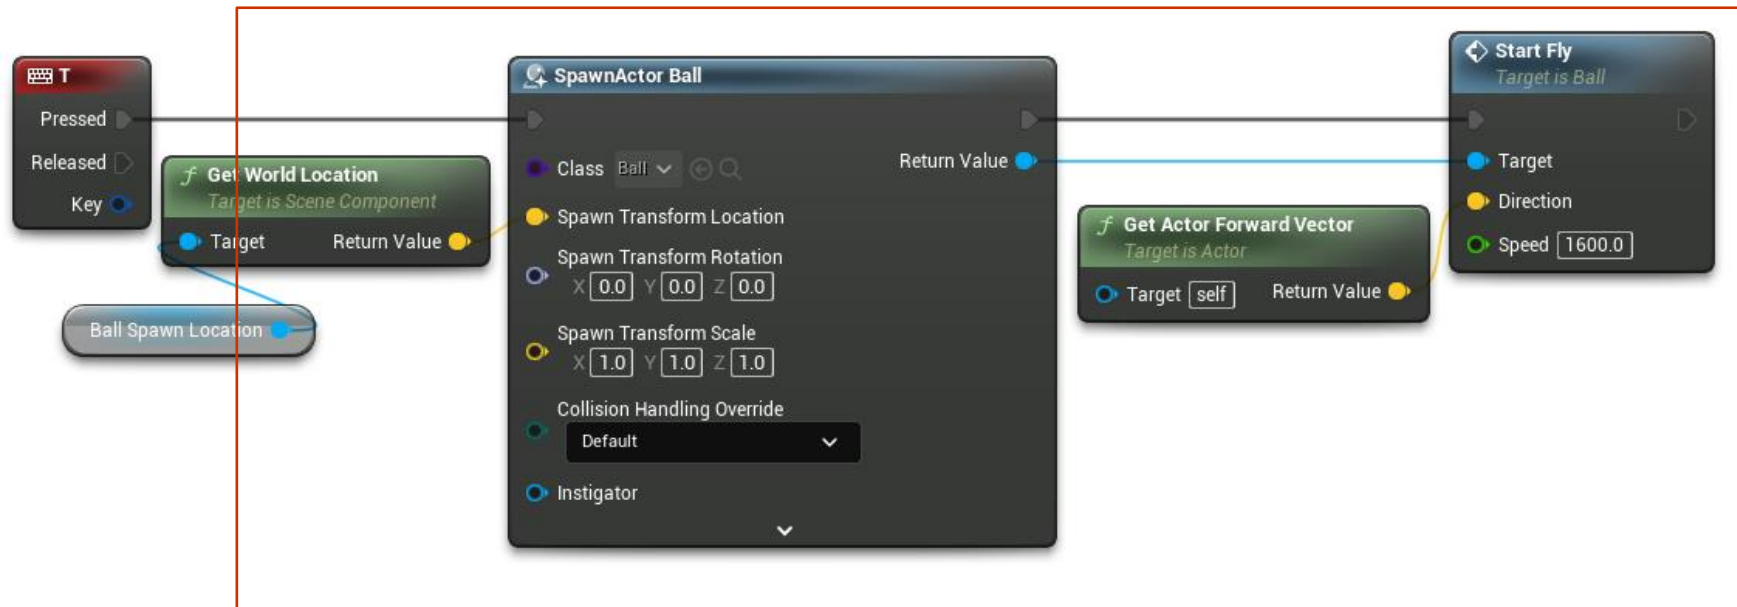 T
Pressed
Released
Key
Get World Location
Target is Scene Component
Target
Return Value
Ball Spawn Location
SpawnActor Ball
Class Ball
Return Value
Spawn Transform Location
Spawn Transform Rotation
X 0.0 Y 0.0 Z 0.0
Spawn Transform Scale
X 1.0 Y 1.0 Z 1.0
Collision Handling Override
Default
Instigator
Get Actor Forward Vector
Target is Actor
Target self
Return Value
Start Fly
Target is Ball
Target
Direction
Speed 1600.0